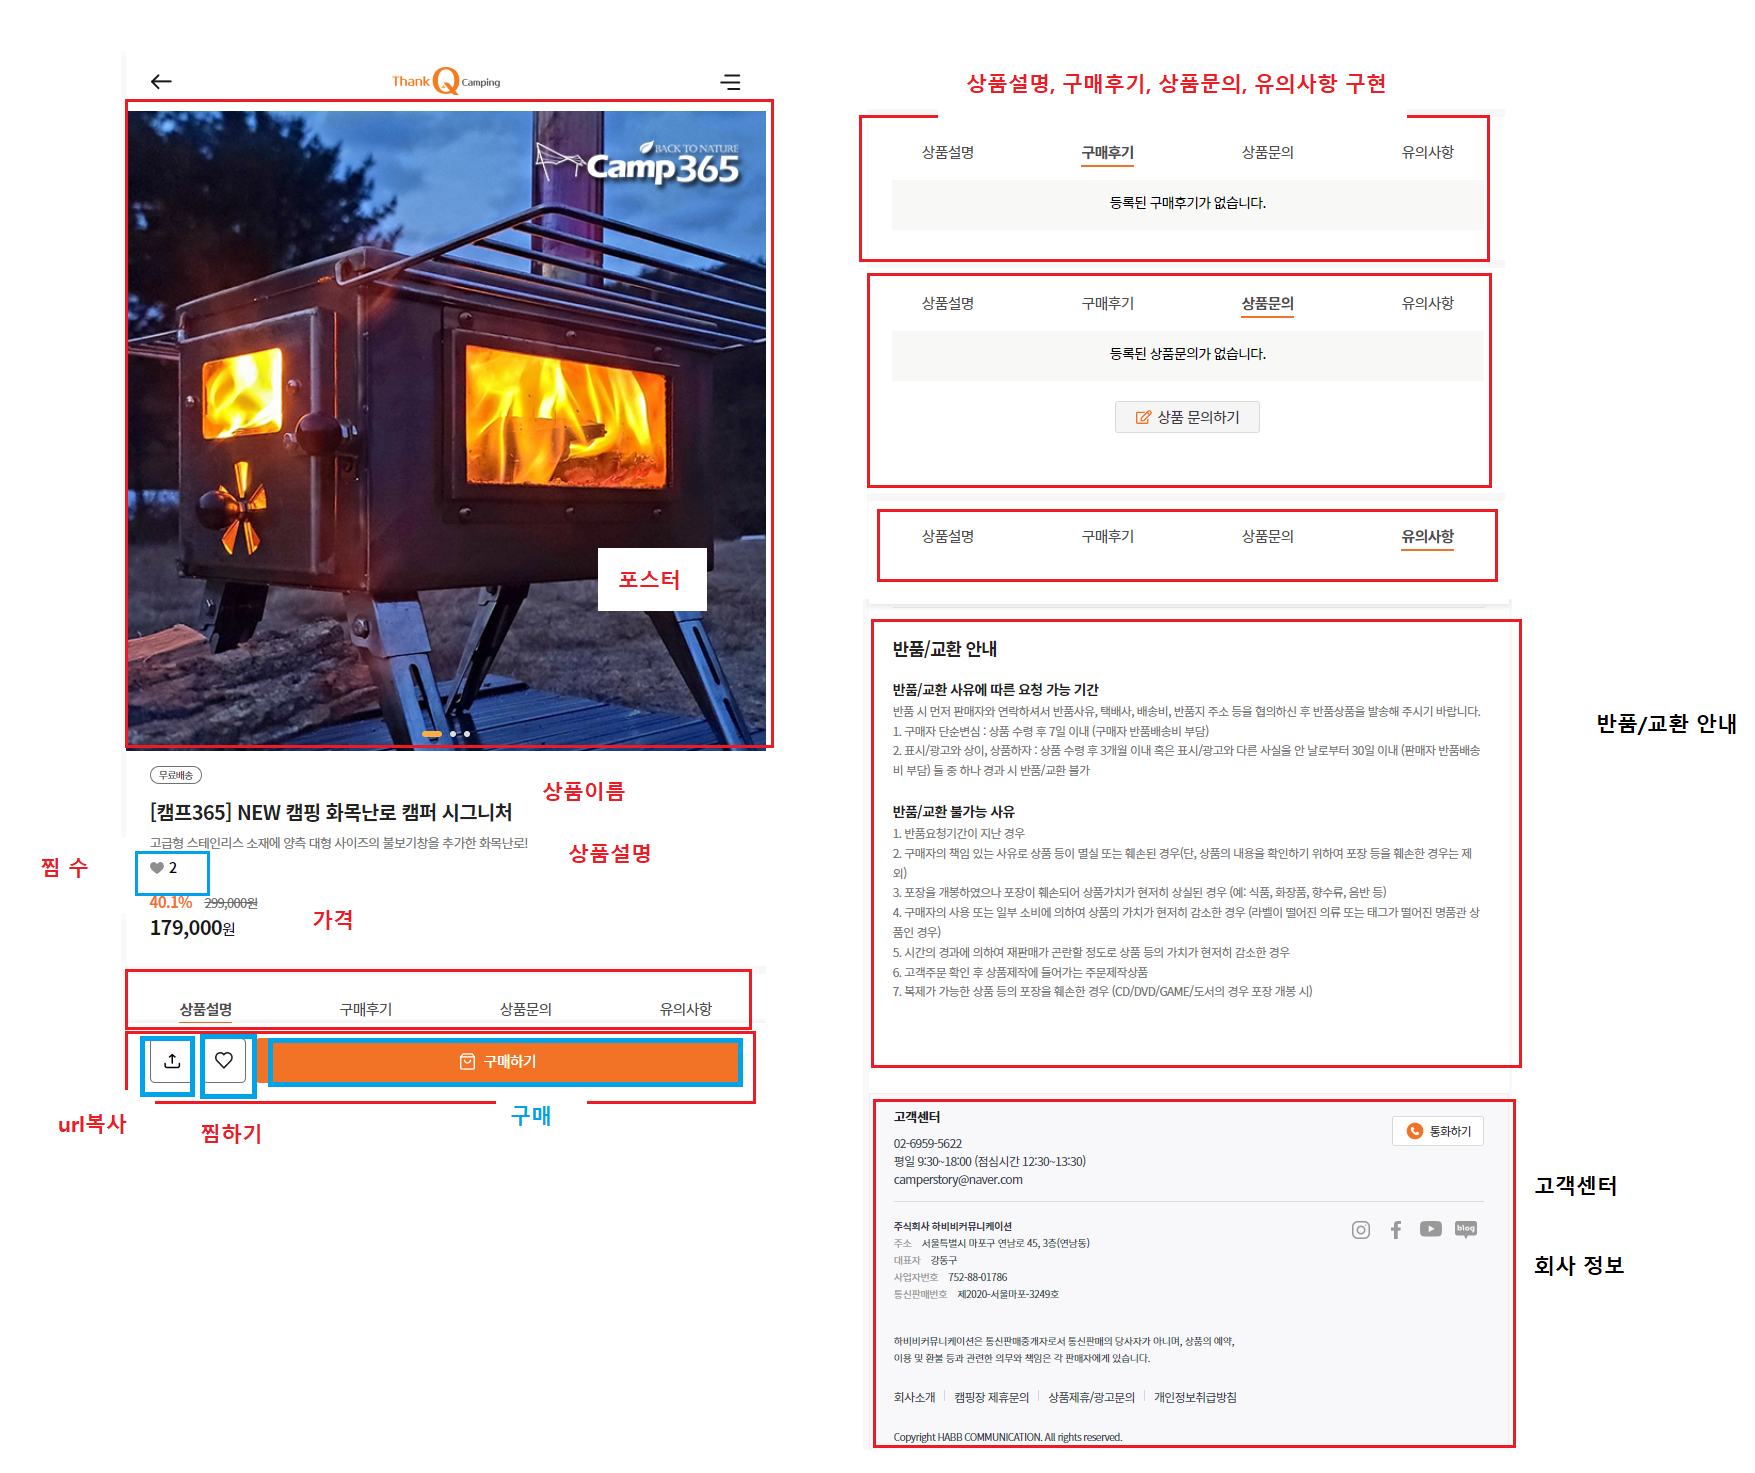 Thank Q Camping
BACK TO NATURE
Camp365
포스터
무료배송
상품이름
[캠프365] NEW 캠핑 화목난로 캠퍼 시그니처
고급형 스테인리스 소재에 양측 대형 사이즈의 불보기창을 추가한 화목난로!
상품설명
찜 수
2
40.1% 299,000원
가격
179,000원
상품설명 구매후기 상품문의 유의사항
구매하기
url복사
찜하기
구매
상품설명, 구매후기, 상품문의, 유의사항 구현
상품설명 구매후기 상품문의 유의사항
등록된 구매후기가 없습니다.
상품설명 구매후기 상품문의 유의사항
등록된 상품문의가 없습니다.
상품 문의하기
상품설명 구매후기 상품문의 유의사항
반품/교환 안내
반품/교환 사유에 따른 요청 가능 기간
반품 시 먼저 판매자와 연락하셔서 반품사유, 택배사, 배송비, 반품지 주소 등을 협의하신 후 반품상품을 발송해 주시기 바랍니다.
1. 구매자 단순변심 : 상품 수령 후 7일 이내 (구매자 반품배송비 부담)
2. 표시/광고와 상이, 상품하자 : 상품 수령 후 3개월 이내 혹은 표시/광고와 다른 사실을 안 날로부터 30일 이내 (판매자 반품배송
비 부담) 둘 중 하나 경과 시 반품/교환 불가
반품/교환 불가능 사유
1. 반품요청기간이 지난 경우
2. 구매자의 책임 있는 사유로 상품 등이 멸실 또는 훼손된 경우(단, 상품의 내용을 확인하기 위하여 포장 등을 훼손한 경우는 제
외)
3. 포장을 개봉하였으나 포장이 훼손되어 상품가치가 현저히 상실된 경우 (예: 식품, 화장품, 향수류, 음반 등)
4. 구매자의 사용 또는 일부 소비에 의하여 상품의 가치가 현저히 감소한 경우 (라벨이 떨어진 의류 또는 태그가 떨어진 명품관 상
품인 경우)
5. 시간의 경과에 의하여 재판매가 곤란할 정도로 상품 등의 가치가 현저히 감소한 경우
6. 고객주문 확인 후 상품제작에 들어가는 주문제작상품
7. 복제가 가능한 상품 등의 포장을 훼손한 경우 (CD/DVD/GAME/도서의 경우 포장 개봉 시)
반품/교환 안내
고객센터
02-6959-5622
평일 9:30~18:00 (점심시간 12:30~13:30)
camperstory@naver.com
통화하기
고객센터
주식회사 하비비커뮤니케이션
blog
주소 서울특별시 마포구 연남로 45, 3층(연남동)
대표자 강동구
사업자번호 752-88-01786
통신판매번호 제2020-서울마포-3249호
회사 정보
하비비커뮤니케이션은 통신판매중개자로서 통신판매의 당사자가 아니며, 상품의 예약,
이용 및 환불 등과 관련한 의무와 책임은 각 판매자에게 있습니다.
회사소개 캠핑장 제휴문의 상품제휴/광고문의 개인정보취급방침
Copyright HABB COMMUNICATION. All rights reserved.